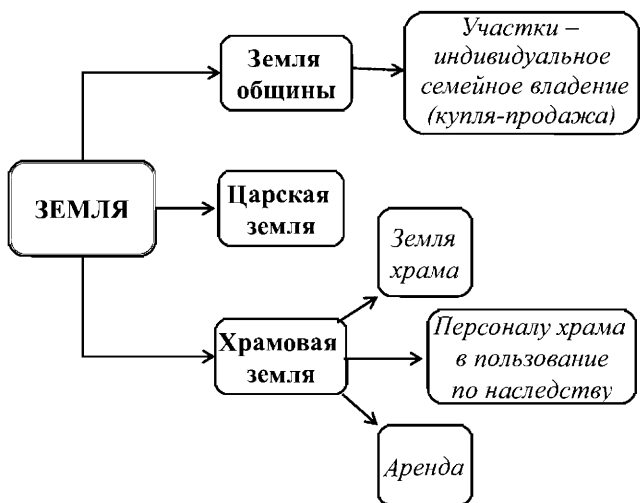 Земля
общины
Участки –
индивидуальное
семейное владение
(купля-продажа)
ЗЕМЛЯ
Царская
земля
Земля
храма
Храмовая
земля
Персоналу храма
в пользование
по наследству
Аренда